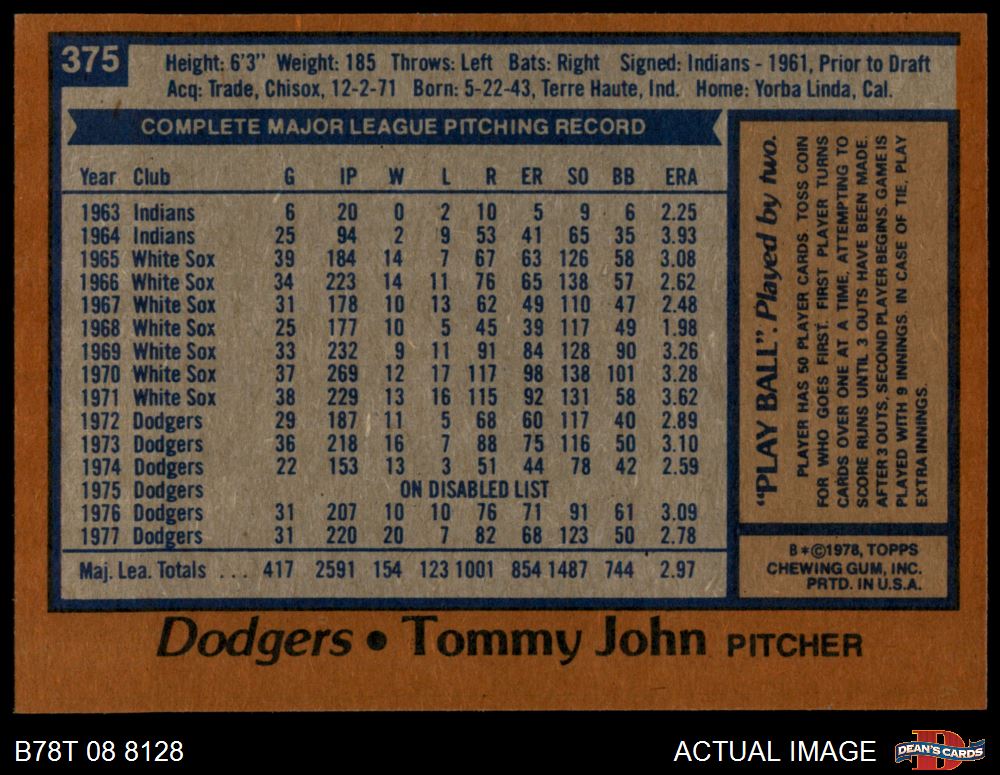 375
Height: 6'3" Weight: 185 Throws: Left Bats: Right Signed: Indians - 1961, Prior to Draft
Acq: Trade, Chisox, 12-2-71 Born: 5-22-43, Terre Haute, Ind. Home: Yorba Linda, Cal.
COMPLETE MAJOR LEAGUE PITCHING RECORD
Year Club G IP W L R ER SO BB ERA
1963 Indians 6 20 0 2 10 5 9 6 2.25
1964 Indians 25 94 2 9 53 41 65 35 3.93
1965 White Sox 39 184 14 7 67 63 126 58 3.08
1966 White Sox 34 223 14 11 76 65 138 57 2.62
1967 White Sox 31 178 10 13 62 49 110 47 2.48
1968 White Sox 25 177 10 5 45 39 117 49 1.98
1969 White Sox 33 232 9 11 91 84 128 90 3.26
1970 White Sox 37 269 12 17 117 98 138 101 3.28
1971 White Sox 38 229 13 16 115 92 131 58 3.62
1972 Dodgers 29 187 11 5 68 60 117 40 2.89
1973 Dodgers 36 218 16 7 88 75 116 50 3.10
1974 Dodgers 22 153 13 3 51 44 78 42 2.59
1975 Dodgers ON DISABLED LIST
1976 Dodgers 31 207 10 10 76 71 91 61 3.09
1977 Dodgers 31 220 20 7 82 68 123 50 2.78
Maj. Lea. Totals ... 417 2591 154 123 1001 854 1487 744 2.97
"PLAY BALL". Played by two.
PLAYER HAS 50 PLAYER CARDS TOSS COIN
FOR WHO GOES FIRST. FIRST PLAYER TURNS
CARDS OVER ONE AT A TIME, ATTEMPTING TO
SCORE RUNS UNTIL 3 OUTS HAVE BEEN MADE.
AFTER 3 OUTS, SECOND PLAYER BEGINS. GAME IS
PLAYED WITH 9 INNINGS. IN CASE OF TIE, PLAY
EXTRA INNINGS.
B*©1978, TOPPS
CHEWING GUM, INC.
PRTD. IN U.S.A.
Dodgers • Tommy John PITCHER
B78T 08 8128
ACTUAL IMAGE
DEAN'S CARDS